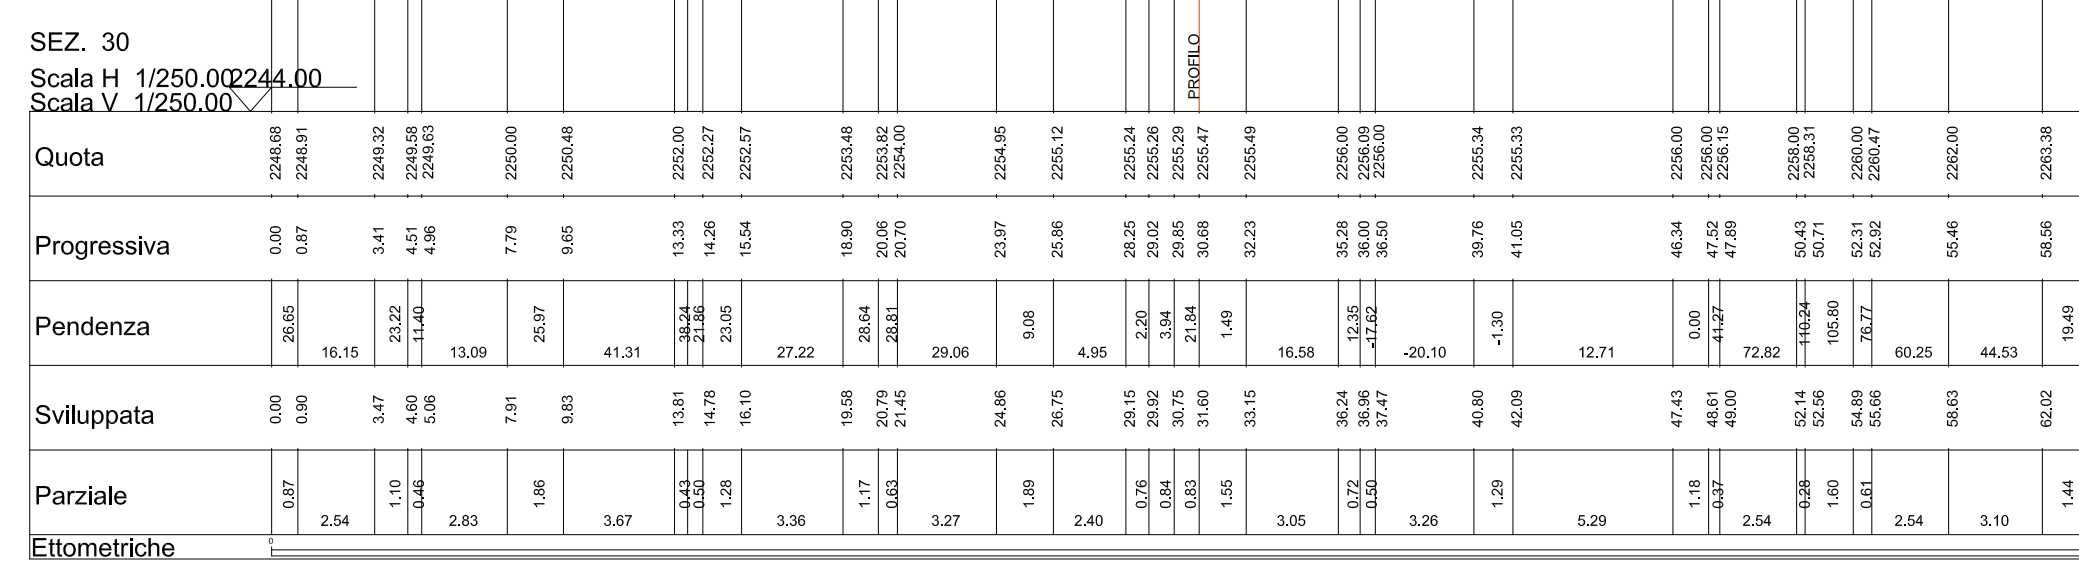 SEZ. 30
Scala H 1/250.00
2244.00
Scala V 1/250.00
PROFILO
Quota 2248.68 2248.91 2249.32 2249.58 2249.63 2250.00 2250.48 2252.00 2252.27 2252.57 2253.48 2253.82 2254.00 2254.95 2255.12 2255.24 2255.26 2255.29 2255.47 2255.49 2256.00 2256.09 2256.00 2255.34 2255.33 2256.00 2256.00 2256.15 2258.00 2258.31 2260.00 2260.47 2262.00 2263.38
Progressiva 0.00 0.87 3.41 4.51 4.96 7.79 9.65 13.33 14.26 15.54 18.90 20.06 20.70 23.97 25.86 28.25 29.02 29.85 30.68 32.23 35.28 36.00 36.50 39.76 41.05 46.34 47.52 47.89 50.43 50.71 52.31 52.92 55.46 58.56
Pendenza 26.65 16.15 23.22 11.40 13.09 25.97 41.31 38.24 21.86 23.05 27.22 28.64 28.81 29.06 9.08 4.95 2.20 3.94 21.84 1.49 16.58 12.35 -17.62 -20.10 -1.30 12.71 0.00 41.27 72.82 110.24 105.80 76.77 60.25 44.53 19.49
Sviluppata 0.00 0.90 3.47 4.60 5.06 7.91 9.83 13.81 14.78 16.10 19.58 20.79 21.45 24.86 26.75 29.15 29.92 30.75 31.60 33.15 36.24 36.96 37.47 40.80 42.09 47.43 48.61 49.00 52.14 52.56 54.89 55.66 58.63 62.02
Parziale 0.87 2.54 1.10 0.46 2.83 1.86 3.67 0.43 0.50 1.28 3.36 1.17 0.63 3.27 1.89 2.40 0.76 0.84 0.83 1.55 3.05 0.72 0.50 3.26 1.29 5.29 1.18 0.37 2.54 0.28 1.60 0.61 2.54 3.10 1.44
Ettometriche 0